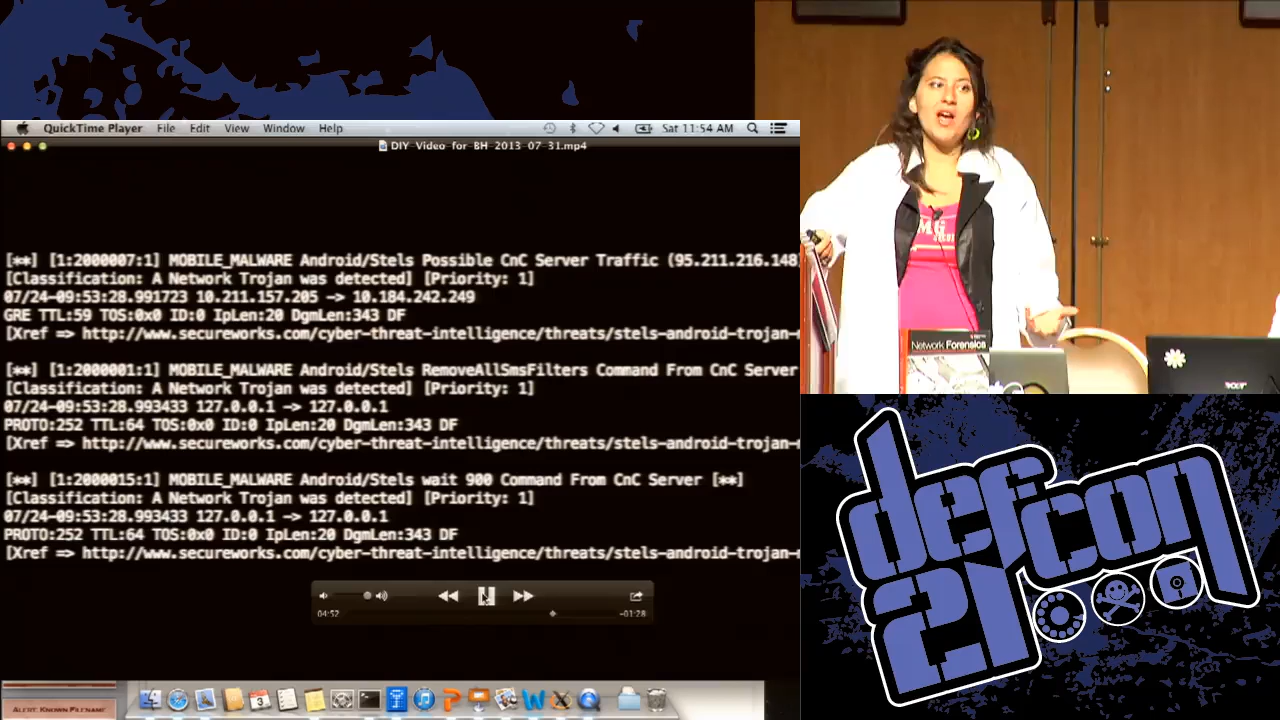 QuickTime Player File Edit View Window Help Sat 11:54 AM
DIY Video for BH 2013-07-31.mp4
[**] [1:2000007:1] MOBILE_MALWARE Android/Stels Possible CnC Server Traffic (95.211.216.148
[Classification: A Network Trojan was detected] [Priority: 1]
07/24-09:53:28.991723 10.211.157.205 -> 10.184.242.249
GRE TTL:59 TOS:0x0 ID:0 IpLen:20 DgmLen:343 DF
[Xref => http://www.secureworks.com/cyber-threat-intelligence/threats/stels-android-trojan-
[**] [1:2000001:1] MOBILE_MALWARE Android/Stels RemoveAllSmsFilters Command From CnC Server
[Classification: A Network Trojan was detected] [Priority: 1]
07/24-09:53:28.993433 127.0.0.1 -> 127.0.0.1
PROTO:252 TTL:64 TOS:0x0 ID:0 IpLen:20 DgmLen:343 DF
[Xref => http://www.secureworks.com/cyber-threat-intelligence/threats/stels-android-trojan-
[**] [1:2000015:1] MOBILE_MALWARE Android/Stels wait 900 Command From CnC Server [**]
[Classification: A Network Trojan was detected] [Priority: 1]
07/24-09:53:28.993433 127.0.0.1 -> 127.0.0.1
PROTO:252 TTL:64 TOS:0x0 ID:0 IpLen:20 DgmLen:343 DF
[Xref => http://www.secureworks.com/cyber-threat-intelligence/threats/stels-android-trojan-
04:52
-01:28
ALERT: KNOWN FILENAME
MG
Network Forensics
acer
defcon
21